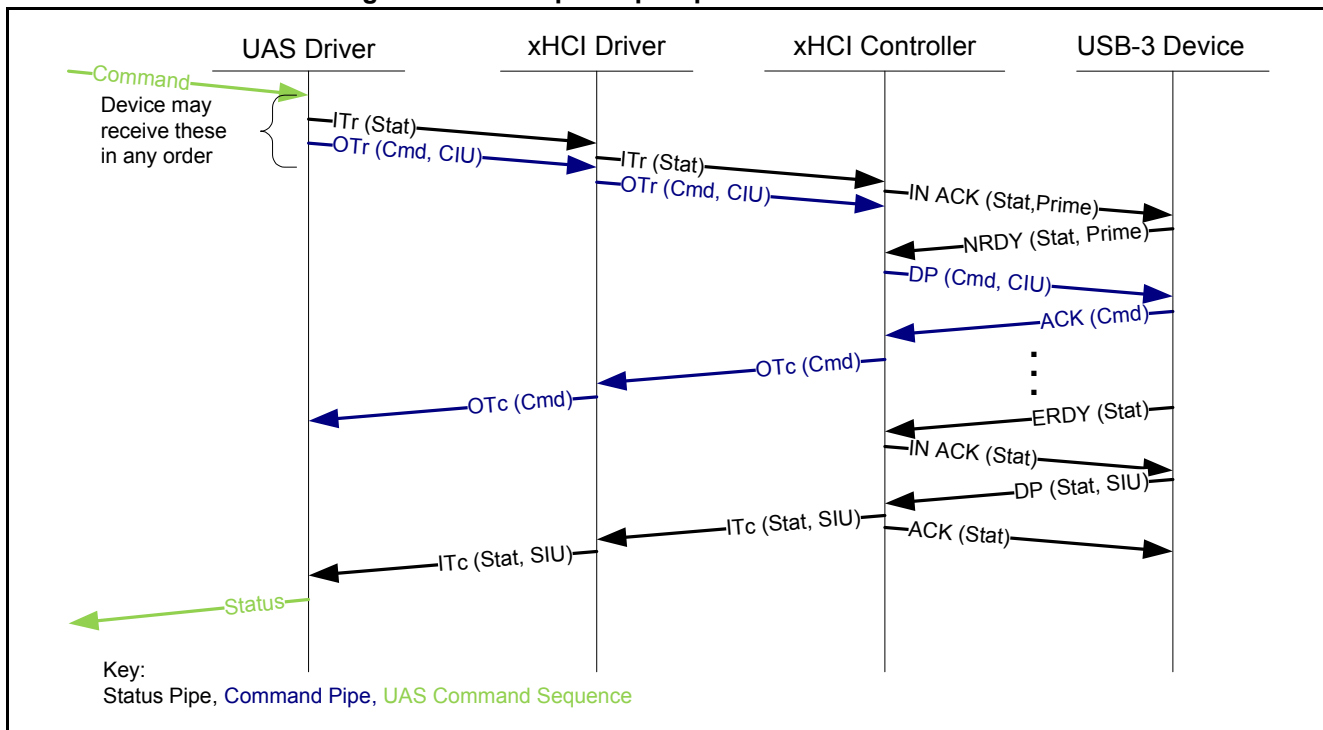 UAS Driver
xHCI Driver
xHCI Controller
USB-3 Device
Command
Device may
receive these
in any order
ITr (Stat)
OTr (Cmd, CIU)
ITr (Stat)
OTr (Cmd, CIU)
IN ACK (Stat,Prime)
NRDY (Stat, Prime)
DP (Cmd, CIU)
ACK (Cmd)
OTc (Cmd)
OTc (Cmd)
ERDY (Stat)
IN ACK (Stat)
DP (Stat, SIU)
ITc (Stat, SIU)
ACK (Stat)
ITc (Stat, SIU)
Status
Key:
Status Pipe, Command Pipe, UAS Command Sequence